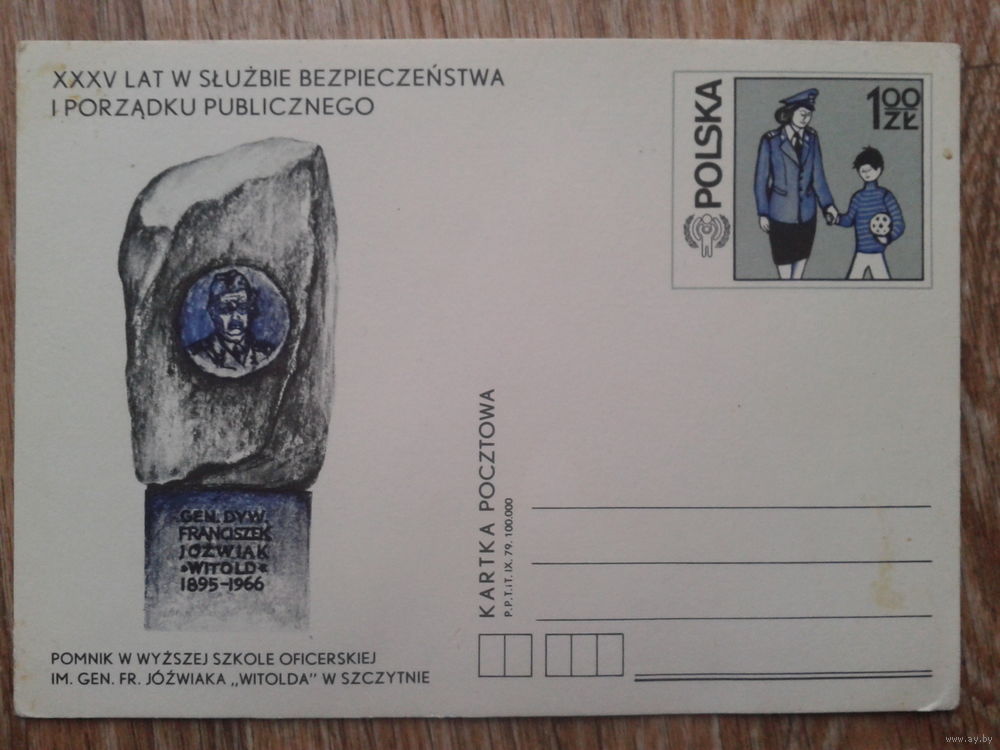 XXXV LAT W SŁUŻBIE BEZPIECZEŃSTWA
I PORZĄDKU PUBLICZNEGO
POLSKA
1 00 ZŁ
GEN. DYW.
FRANCISZEK
JÓŹWIAK
"WITOLD"
1895-1966
KARTKA POCZTOWA
P.P.T.iT. IX. 79. 100.000
POMNIK W WYŻSZEJ SZKOLE OFICERSKIEJ
IM. GEN. FR. JÓŹWIAKA „WITOLDA" W SZCZYTNIE
www.ay.by